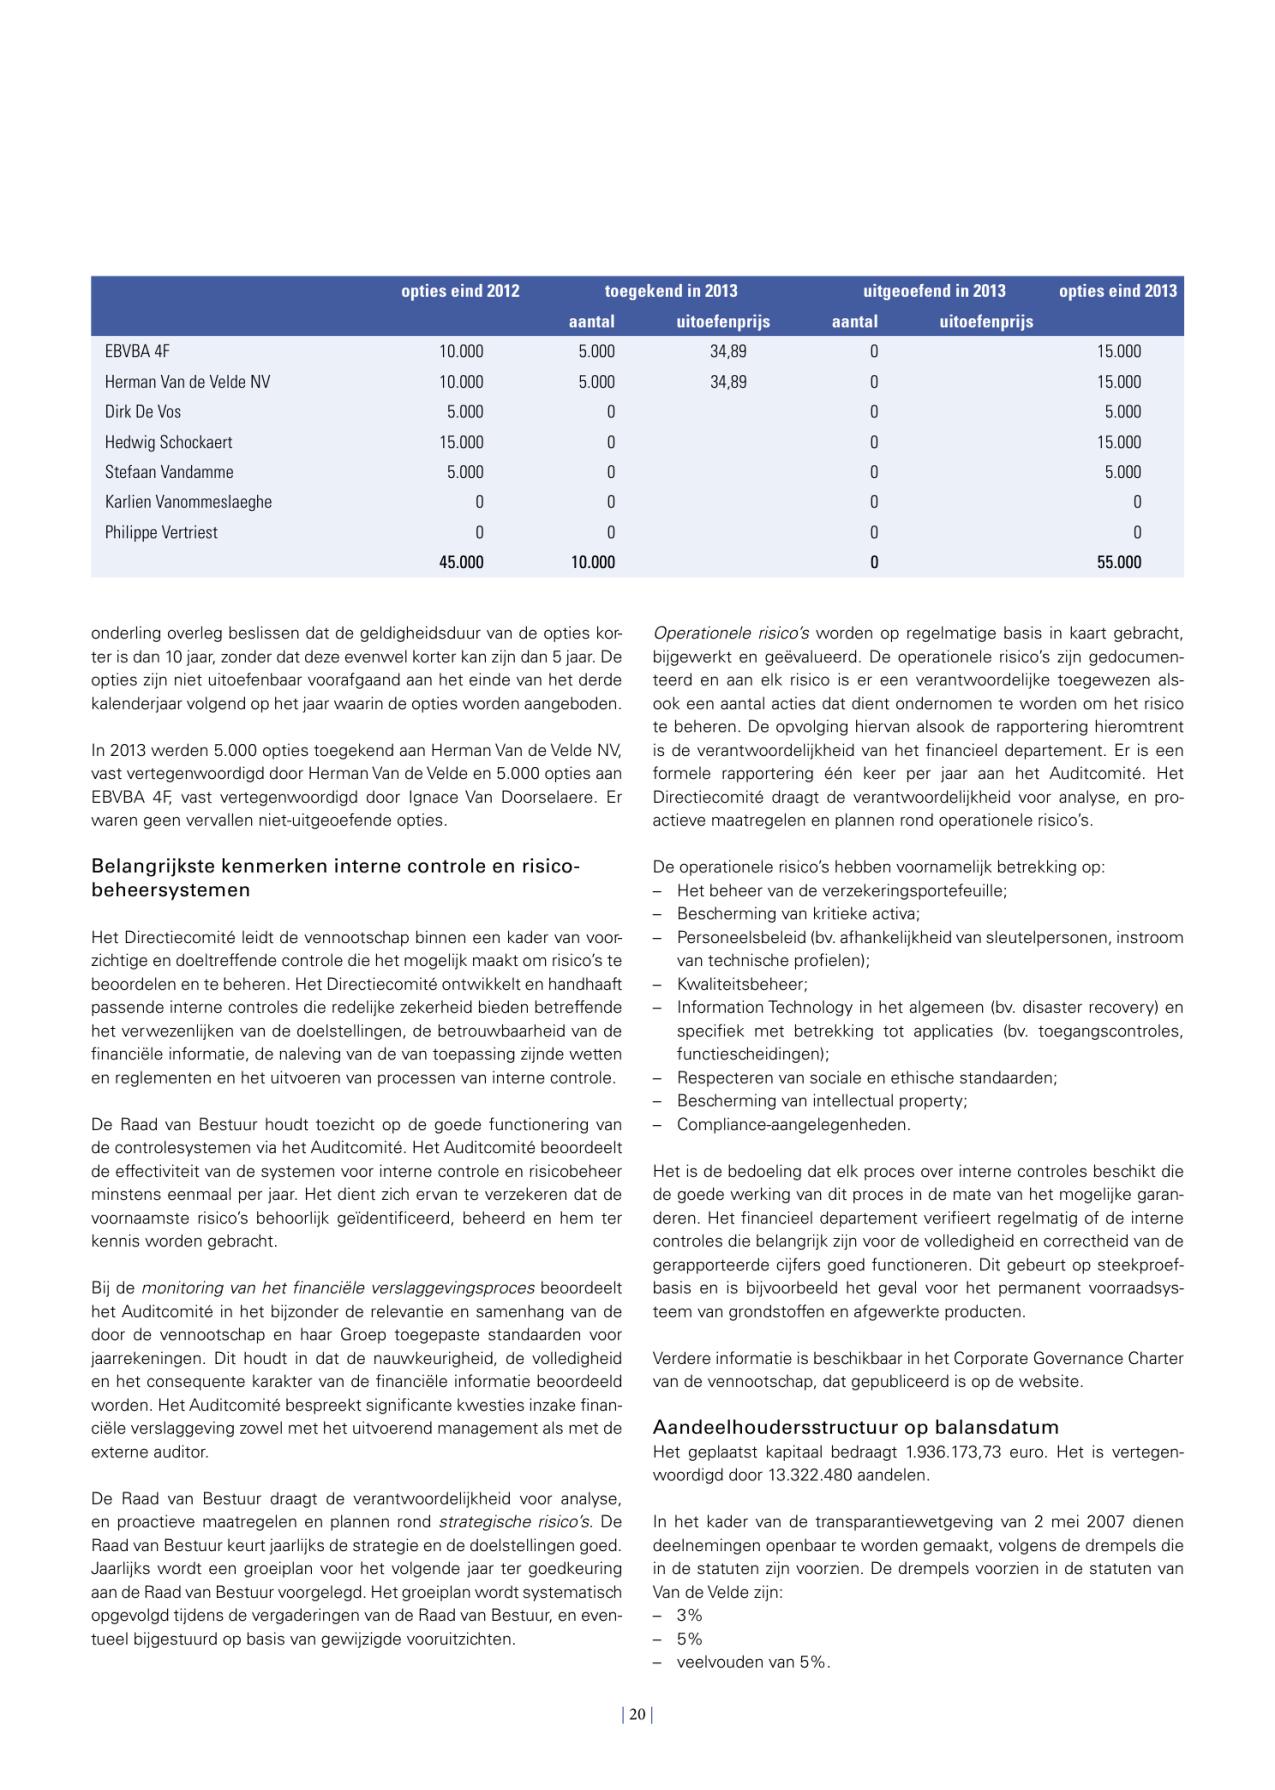 opties eind 2012 toegekend in 2013 uitgeoefend in 2013 opties eind 2013
aantal uitoefenprijs aantal uitoefenprijs
EBVBA 4F 10.000 5.000 34,89 0 15.000
Herman Van de Velde NV 10.000 5.000 34,89 0 15.000
Dirk De Vos 5.000 0 0 5.000
Hedwig Schockaert 15.000 0 0 15.000
Stefaan Vandamme 5.000 0 0 5.000
Karlien Vanommeslaeghe 0 0 0 0
Philippe Vertriest 0 0 0 0
45.000 10.000 0 55.000
onderling overleg beslissen dat de geldigheidsduur van de opties kor-
ter is dan 10 jaar, zonder dat deze evenwel korter kan zijn dan 5 jaar. De
opties zijn niet uitoefenbaar voorafgaand aan het einde van het derde
kalenderjaar volgend op het jaar waarin de opties worden aangeboden.
In 2013 werden 5.000 opties toegekend aan Herman Van de Velde NV,
vast vertegenwoordigd door Herman Van de Velde en 5.000 opties aan
EBVBA 4F, vast vertegenwoordigd door Ignace Van Doorselaere. Er
waren geen vervallen niet-uitgeoefende opties.
Belangrijkste kenmerken interne controle en risico-
beheersystemen
Het Directiecomité leidt de vennootschap binnen een kader van voor-
zichtige en doeltreffende controle die het mogelijk maakt om risico's te
beoordelen en te beheren. Het Directiecomité ontwikkelt en handhaaft
passende interne controles die redelijke zekerheid bieden betreffende
het verwezenlijken van de doelstellingen, de betrouwbaarheid van de
financiële informatie, de naleving van de van toepassing zijnde wetten
en reglementen en het uitvoeren van processen van interne controle.
De Raad van Bestuur houdt toezicht op de goede functionering van
de controlesystemen via het Auditcomité. Het Auditcomité beoordeelt
de effectiviteit van de systemen voor interne controle en risicobeheer
minstens eenmaal per jaar. Het dient zich ervan te verzekeren dat de
voornaamste risico's behoorlijk geïdentificeerd, beheerd en hem ter
kennis worden gebracht.
Bij de monitoring van het financiële verslaggevingsproces beoordeelt
het Auditcomité in het bijzonder de relevantie en samenhang van de
door de vennootschap en haar Groep toegepaste standaarden voor
jaarrekeningen. Dit houdt in dat de nauwkeurigheid, de volledigheid
en het consequente karakter van de financiële informatie beoordeeld
worden. Het Auditcomité bespreekt significante kwesties inzake finan-
ciële verslaggeving zowel met het uitvoerend management als met de
externe auditor.
De Raad van Bestuur draagt de verantwoordelijkheid voor analyse,
en proactieve maatregelen en plannen rond strategische risico's. De
Raad van Bestuur keurt jaarlijks de strategie en de doelstellingen goed.
Jaarlijks wordt een groeiplan voor het volgende jaar ter goedkeuring
aan de Raad van Bestuur voorgelegd. Het groeiplan wordt systematisch
opgevolgd tijdens de vergaderingen van de Raad van Bestuur, en even-
tueel bijgestuurd op basis van gewijzigde vooruitzichten.
Operationele risico's worden op regelmatige basis in kaart gebracht,
bijgewerkt en geëvalueerd. De operationele risico's zijn gedocumen-
teerd en aan elk risico is er een verantwoordelijke toegewezen als-
ook een aantal acties dat dient ondernomen te worden om het risico
te beheren. De opvolging hiervan alsook de rapportering hieromtrent
is de verantwoordelijkheid van het financieel departement. Er is een
formele rapportering één keer per jaar aan het Auditcomité. Het
Directiecomité draagt de verantwoordelijkheid voor analyse, en pro-
actieve maatregelen en plannen rond operationele risico's.
De operationele risico's hebben voornamelijk betrekking op:
– Het beheer van de verzekeringsportefeuille;
– Bescherming van kritieke activa;
– Personeelsbeleid (bv. afhankelijkheid van sleutelpersonen, instroom
van technische profielen);
– Kwaliteitsbeheer;
– Information Technology in het algemeen (bv. disaster recovery) en
specifiek met betrekking tot applicaties (bv. toegangscontroles,
functiescheidingen);
– Respecteren van sociale en ethische standaarden;
– Bescherming van intellectual property;
– Compliance-aangelegenheden.
Het is de bedoeling dat elk proces over interne controles beschikt die
de goede werking van dit proces in de mate van het mogelijke garan-
deren. Het financieel departement verifieert regelmatig of de interne
controles die belangrijk zijn voor de volledigheid en correctheid van de
gerapporteerde cijfers goed functioneren. Dit gebeurt op steekproef-
basis en is bijvoorbeeld het geval voor het permanent voorraadsys-
teem van grondstoffen en afgewerkte producten.
Verdere informatie is beschikbaar in het Corporate Governance Charter
van de vennootschap, dat gepubliceerd is op de website.
Aandeelhoudersstructuur op balansdatum
Het geplaatst kapitaal bedraagt 1.936.173,73 euro. Het is vertegen-
woordigd door 13.322.480 aandelen.
In het kader van de transparantiewetgeving van 2 mei 2007 dienen
deelnemingen openbaar te worden gemaakt, volgens de drempels die
in de statuten zijn voorzien. De drempels voorzien in de statuten van
Van de Velde zijn:
– 3%
– 5%
– veelvouden van 5%.
| 20 |